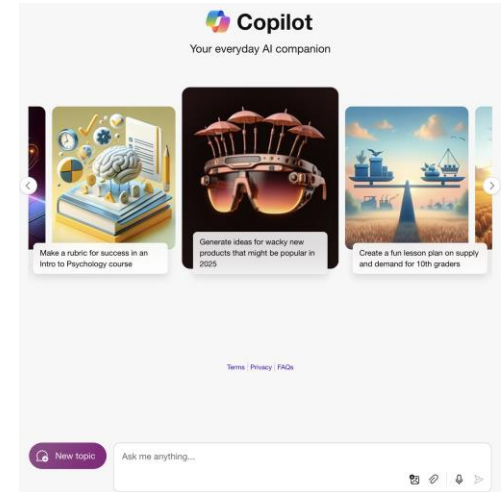 Copilot
Your everyday AI companion
Make a rubric for success in an
Intro to Psychology course
Generate ideas for wacky new
products that might be popular in
2025
Create a fun lesson plan on supply
and demand for 10th graders
Terms | Privacy | FAQs
New topic
Ask me anything...